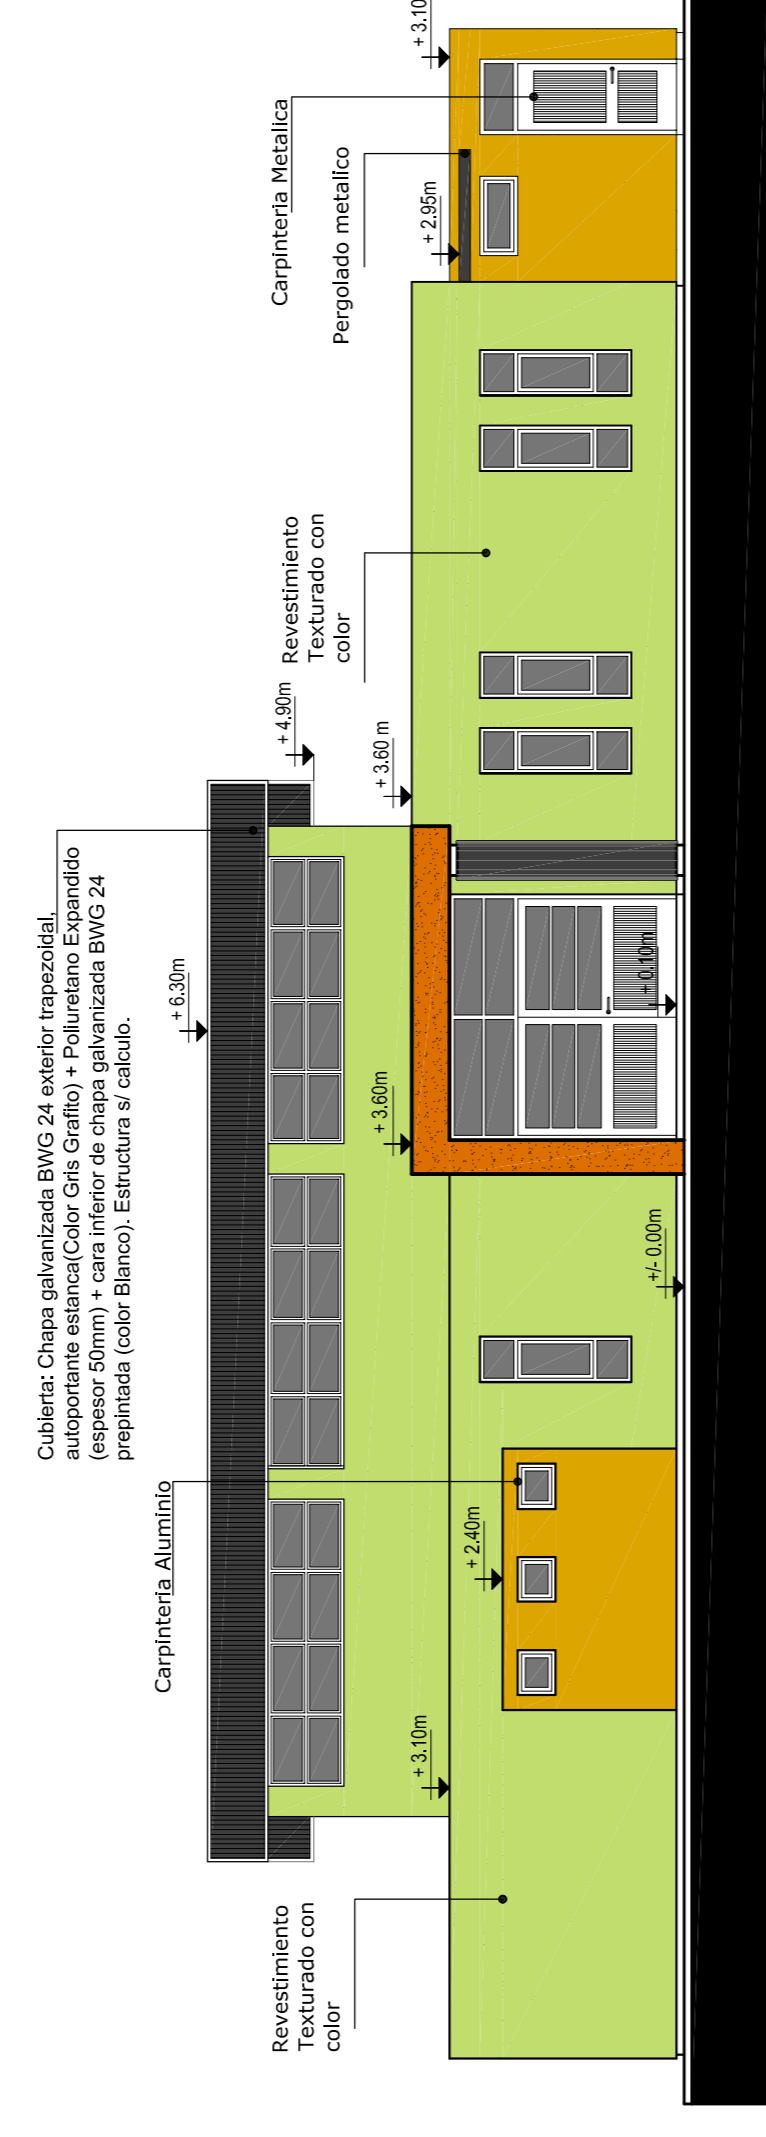 Cubierta: Chapa galvanizada BWG 24 exterior trapezoidal,
autoportante estanca(Color Gris Grafito) + Poliuretano Expandido
(espesor 50mm) + cara inferior de chapa galvanizada BWG 24
prepintada (color Blanco). Estructura s/ calculo.
Carpinteria Aluminio
+ 6.30m
Revestimiento
Texturado con
color
+ 3.10m
+ 2.40m
+/- 0.00m
+ 3.60m
+ 0.10m
+ 4.90m
+ 3.60 m
Revestimiento
Texturado con
color
Carpinteria Metalica
Pergolado metalico
+ 2.95m
+ 3.10